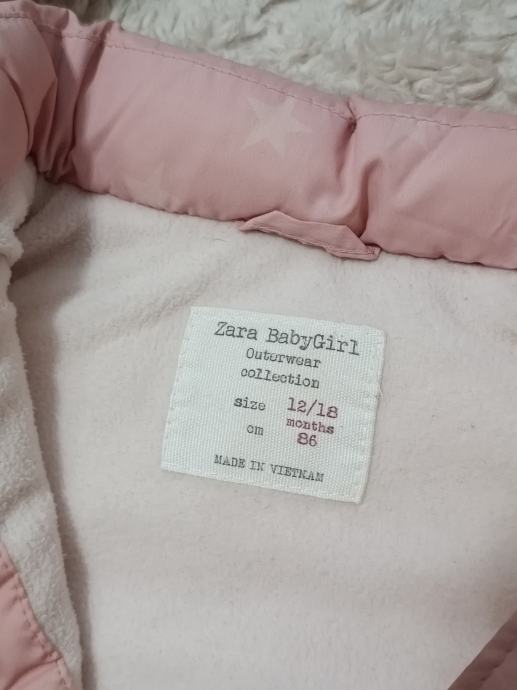 Zara BabyGirl
Outerwear
collection
size 12/18
months
cm 86
MADE IN VIETNAM